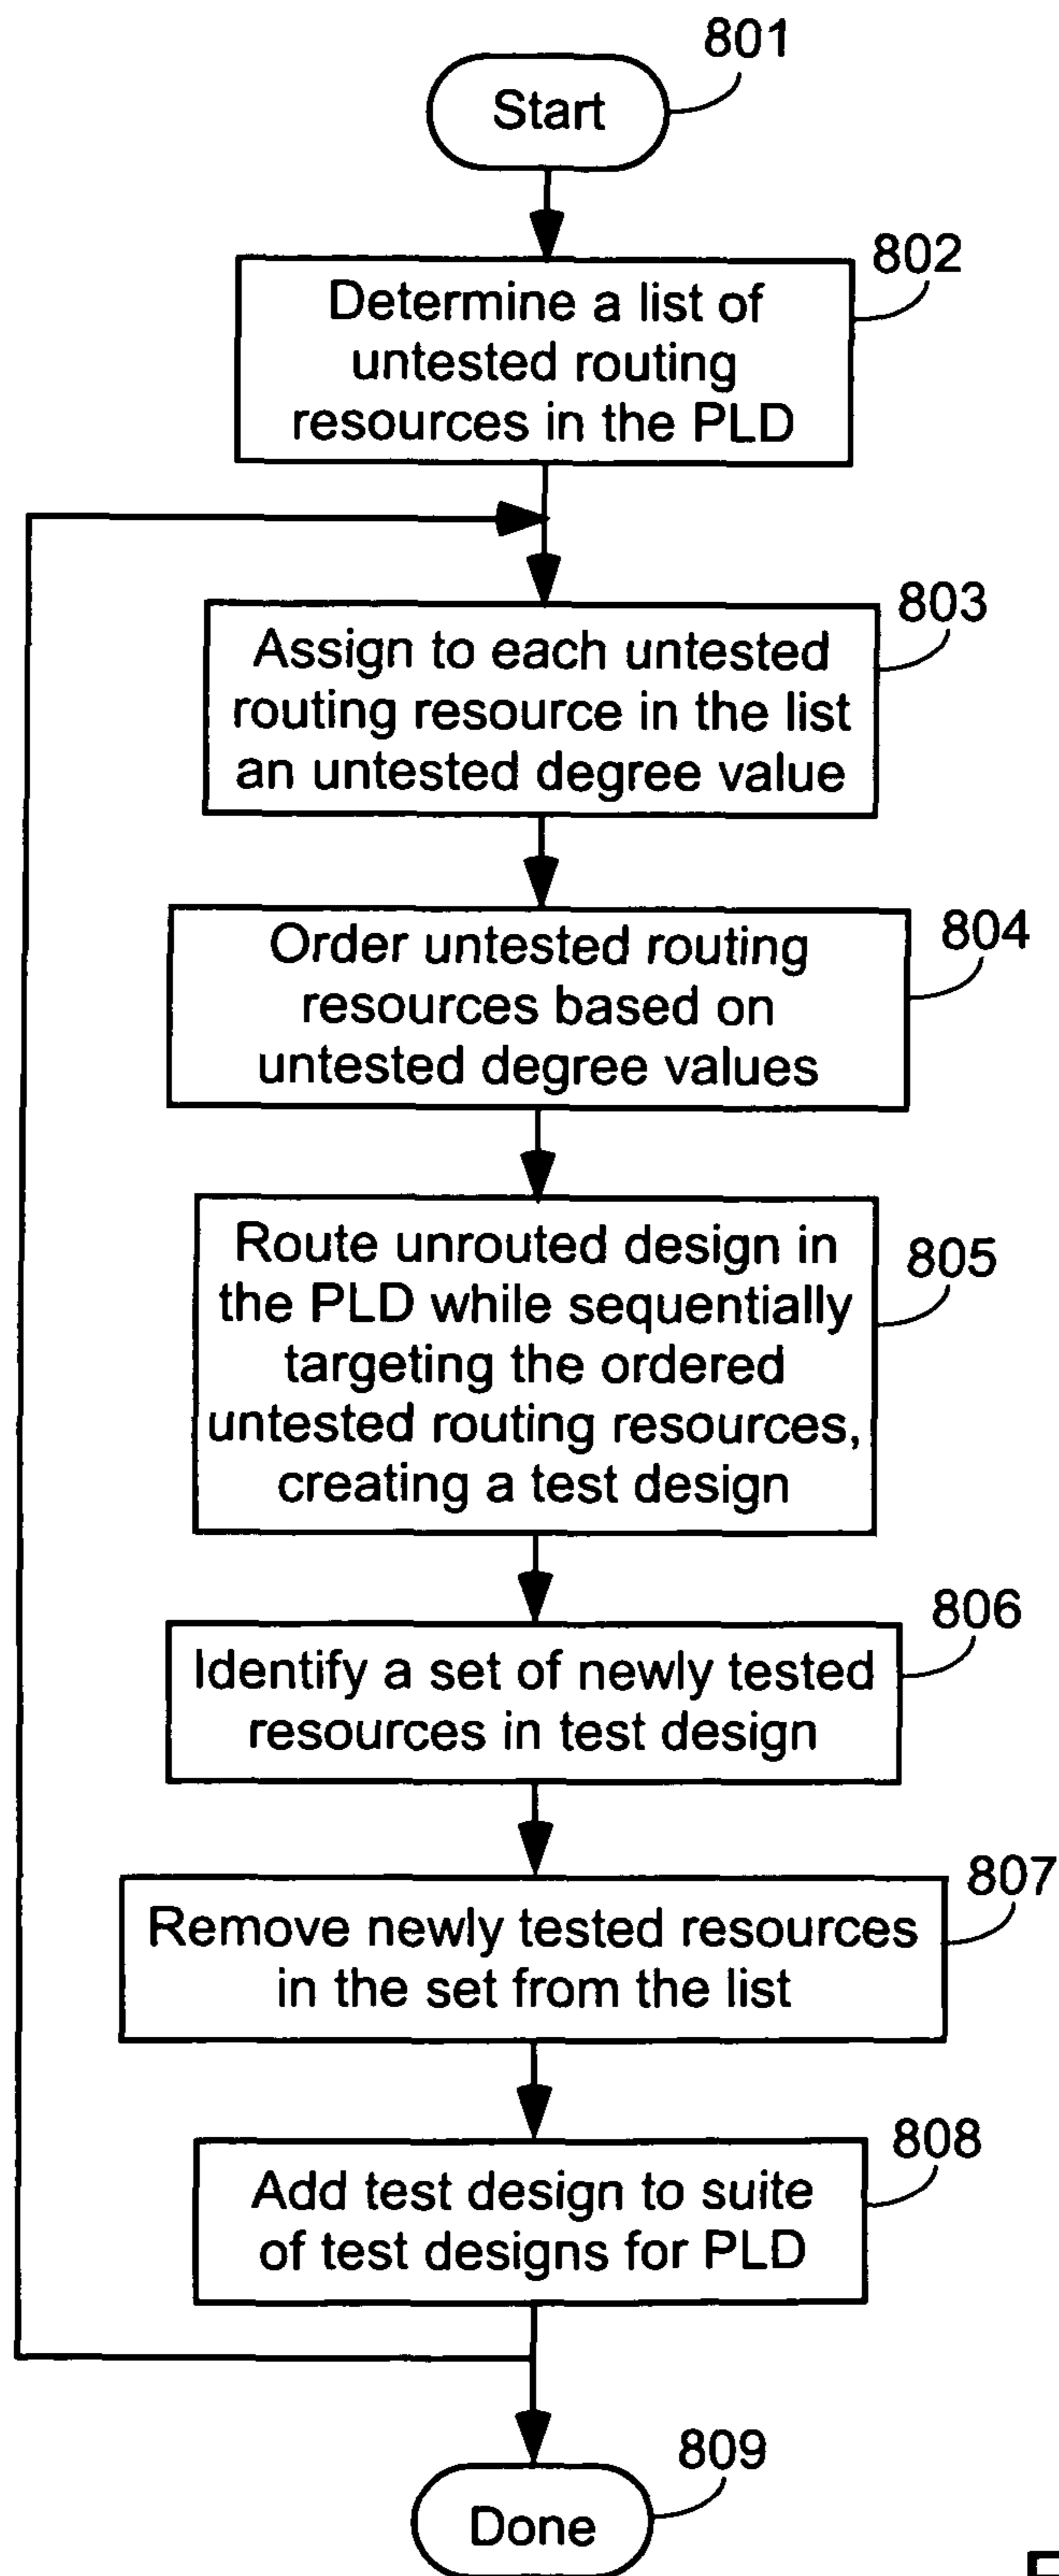 801
Start
802
Determine a list of
untested routing
resources in the PLD
803
Assign to each untested
routing resource in the list
an untested degree value
804
Order untested routing
resources based on
untested degree values
805
Route unrouted design in
the PLD while sequentially
targeting the ordered
untested routing resources,
creating a test design
806
Identify a set of newly tested
resources in test design
807
Remove newly tested resources
in the set from the list
808
Add test design to suite
of test designs for PLD
809
Done